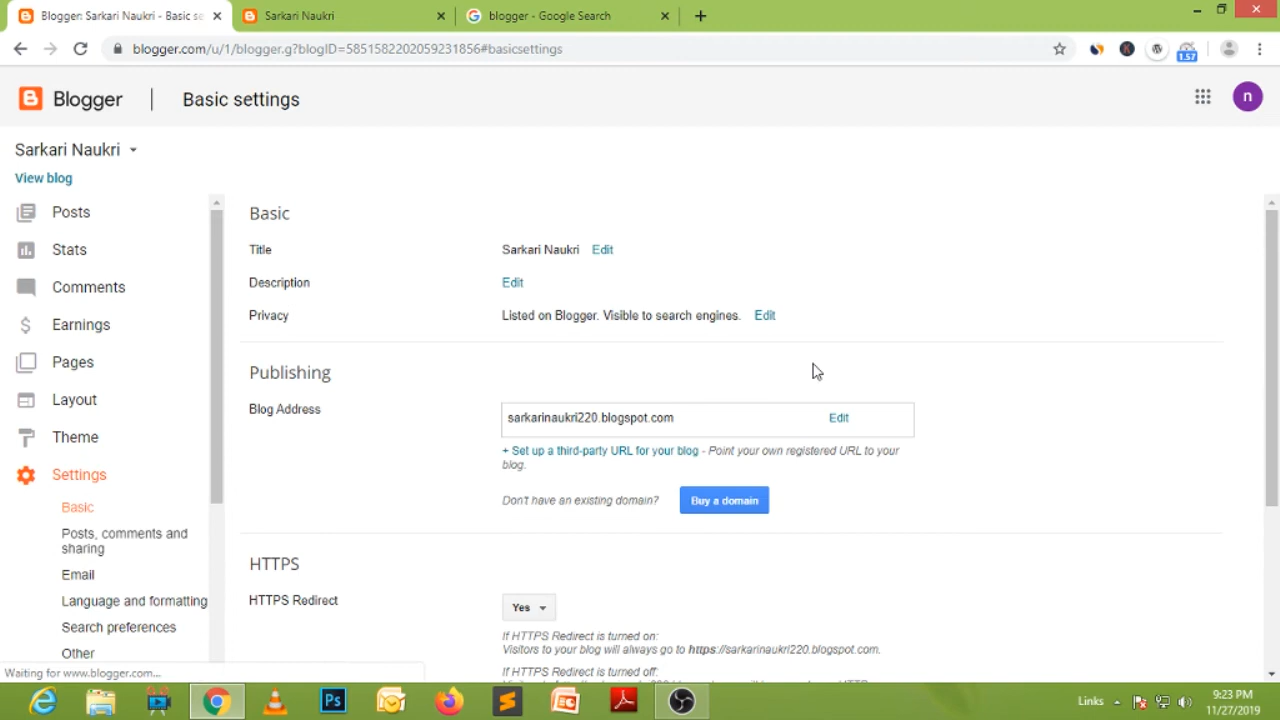 Blogger: Sarkari Naukri - Basic se
Sarkari Naukri
blogger - Google Search
blogger.com/u/1/blogger.g?blogID=5851582202059231856#basicsettings
1.57
Blogger
Basic settings
n
Sarkari Naukri
View blog
Posts
Stats
Comments
Earnings
Pages
Layout
Theme
Settings
Basic
Posts, comments and
sharing
Email
Language and formatting
Search preferences
Other
Basic
Title
Sarkari Naukri Edit
Description
Edit
Privacy
Listed on Blogger. Visible to search engines. Edit
Publishing
Blog Address
sarkarinaukri220.blogspot.com Edit
+ Set up a third-party URL for your blog - Point your own registered URL to your
blog.
Don't have an existing domain? Buy a domain
HTTPS
HTTPS Redirect
Yes
If HTTPS Redirect is turned on:
Visitors to your blog will always go to https://sarkarinaukri220.blogspot.com.
If HTTPS Redirect is turned off:
Waiting for www.blogger.com...
Ps
Links
9:23 PM
11/27/2019